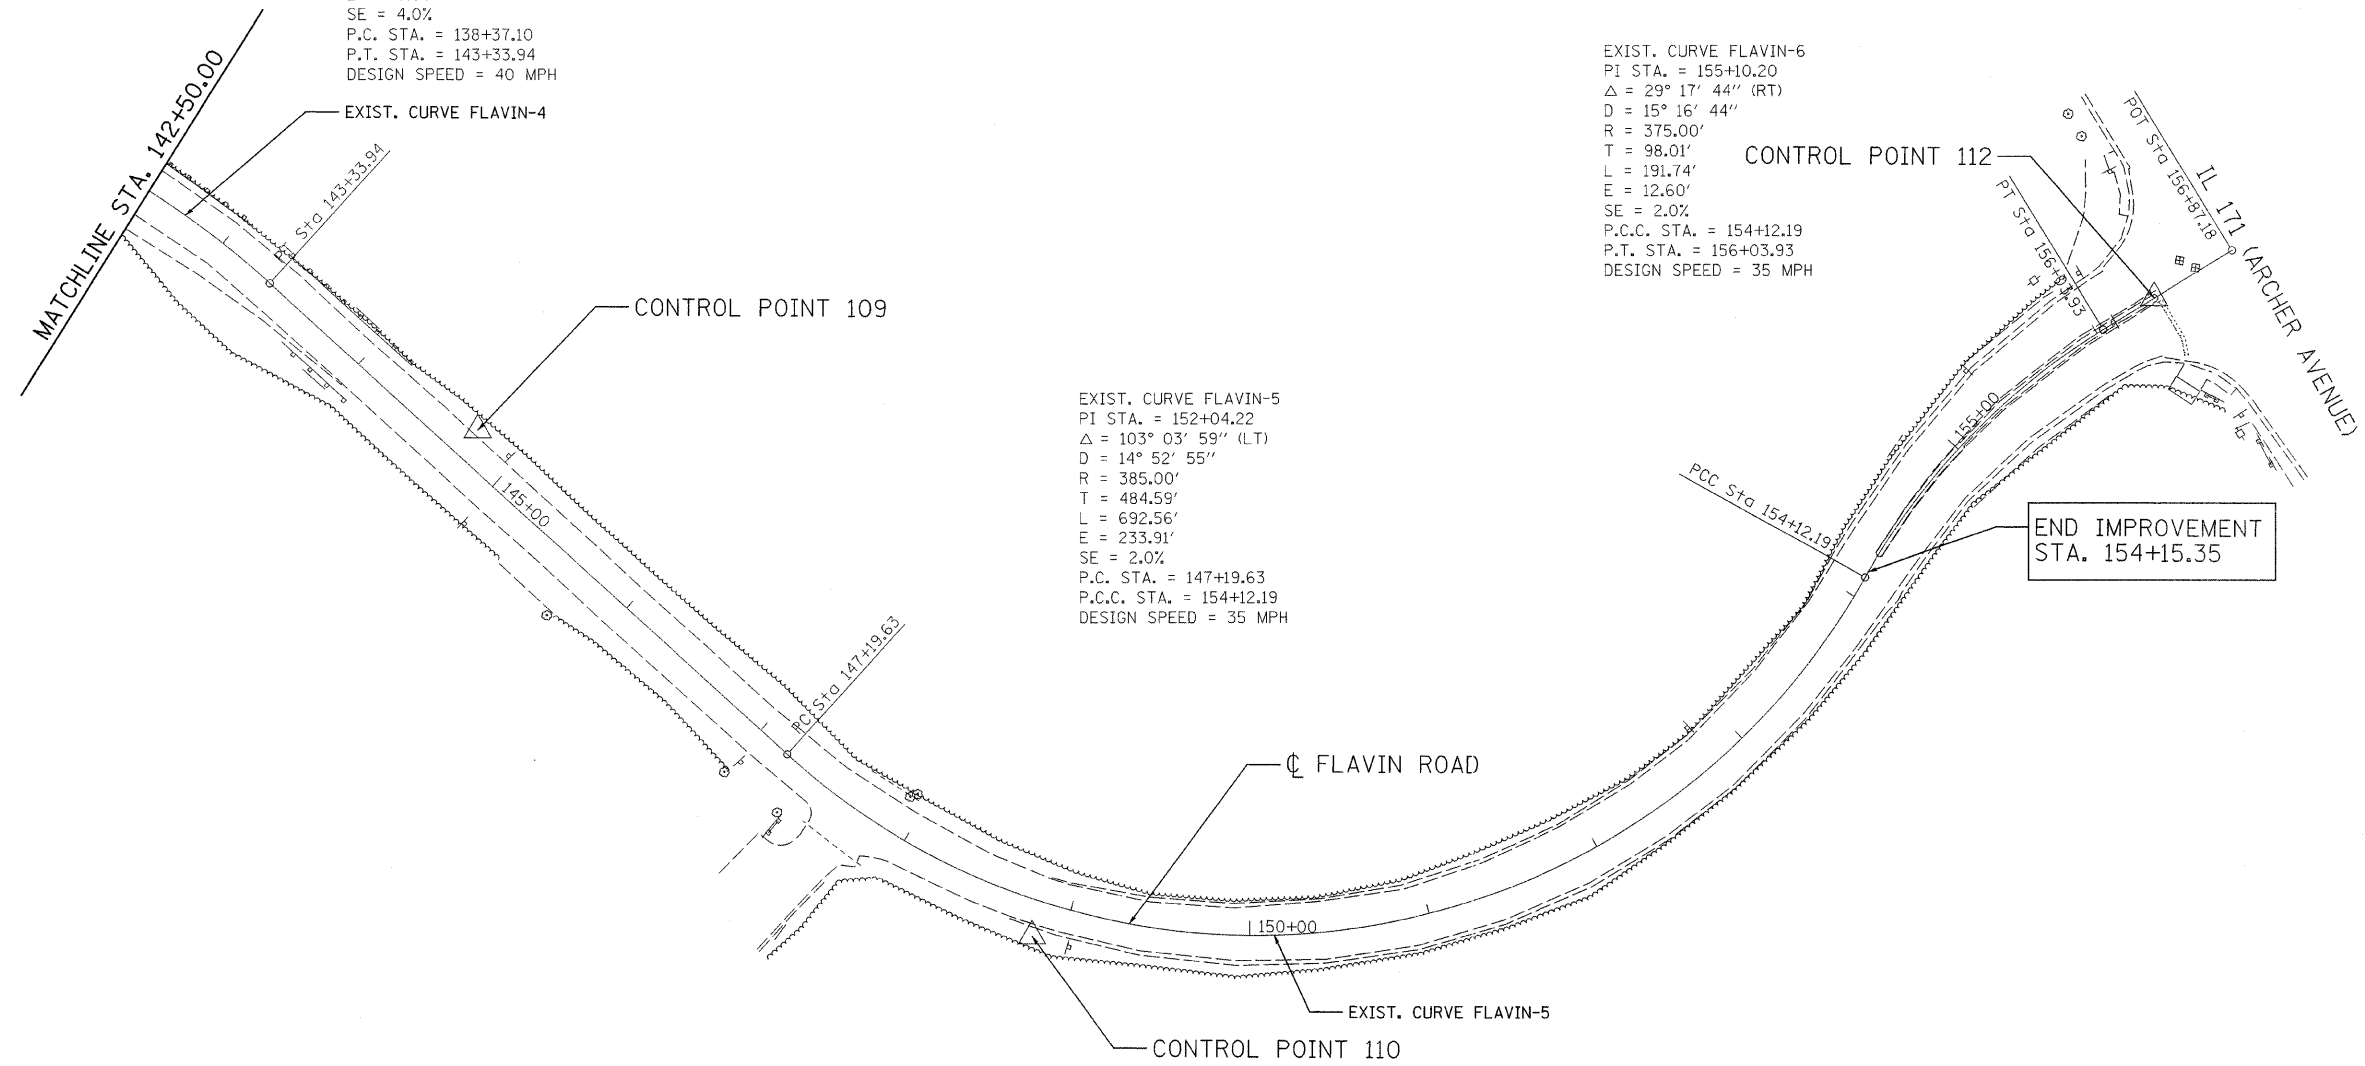 SE = 4.0%
P.C. STA. = 138+37.10
P.T. STA. = 143+33.94
DESIGN SPEED = 40 MPH
EXIST. CURVE FLAVIN-4
MATCHLINE STA. 142+50.00
Sta 143+33.94
CONTROL POINT 109
145+00
PC Sta 147+19.63
EXIST. CURVE FLAVIN-5
PI STA. = 152+04.22
△ = 103° 03' 59" (LT)
D = 14° 52' 55"
R = 385.00'
T = 484.59'
L = 692.56'
E = 233.91'
SE = 2.0%
P.C. STA. = 147+19.63
P.C.C. STA. = 154+12.19
DESIGN SPEED = 35 MPH
℄ FLAVIN ROAD
150+00
EXIST. CURVE FLAVIN-5
CONTROL POINT 110
EXIST. CURVE FLAVIN-6
PI STA. = 155+10.20
△ = 29° 17' 44" (RT)
D = 15° 16' 44"
R = 375.00'
T = 98.01'
L = 191.74'
E = 12.60'
SE = 2.0%
P.C.C. STA. = 154+12.19
P.T. STA. = 156+03.93
DESIGN SPEED = 35 MPH
CONTROL POINT 112
PT Sta 156+03.93
POT Sta 156+87.18
IL 171 (ARCHER AVENUE)
155+00
PCC Sta 154+12.19
END IMPROVEMENT
STA. 154+15.35